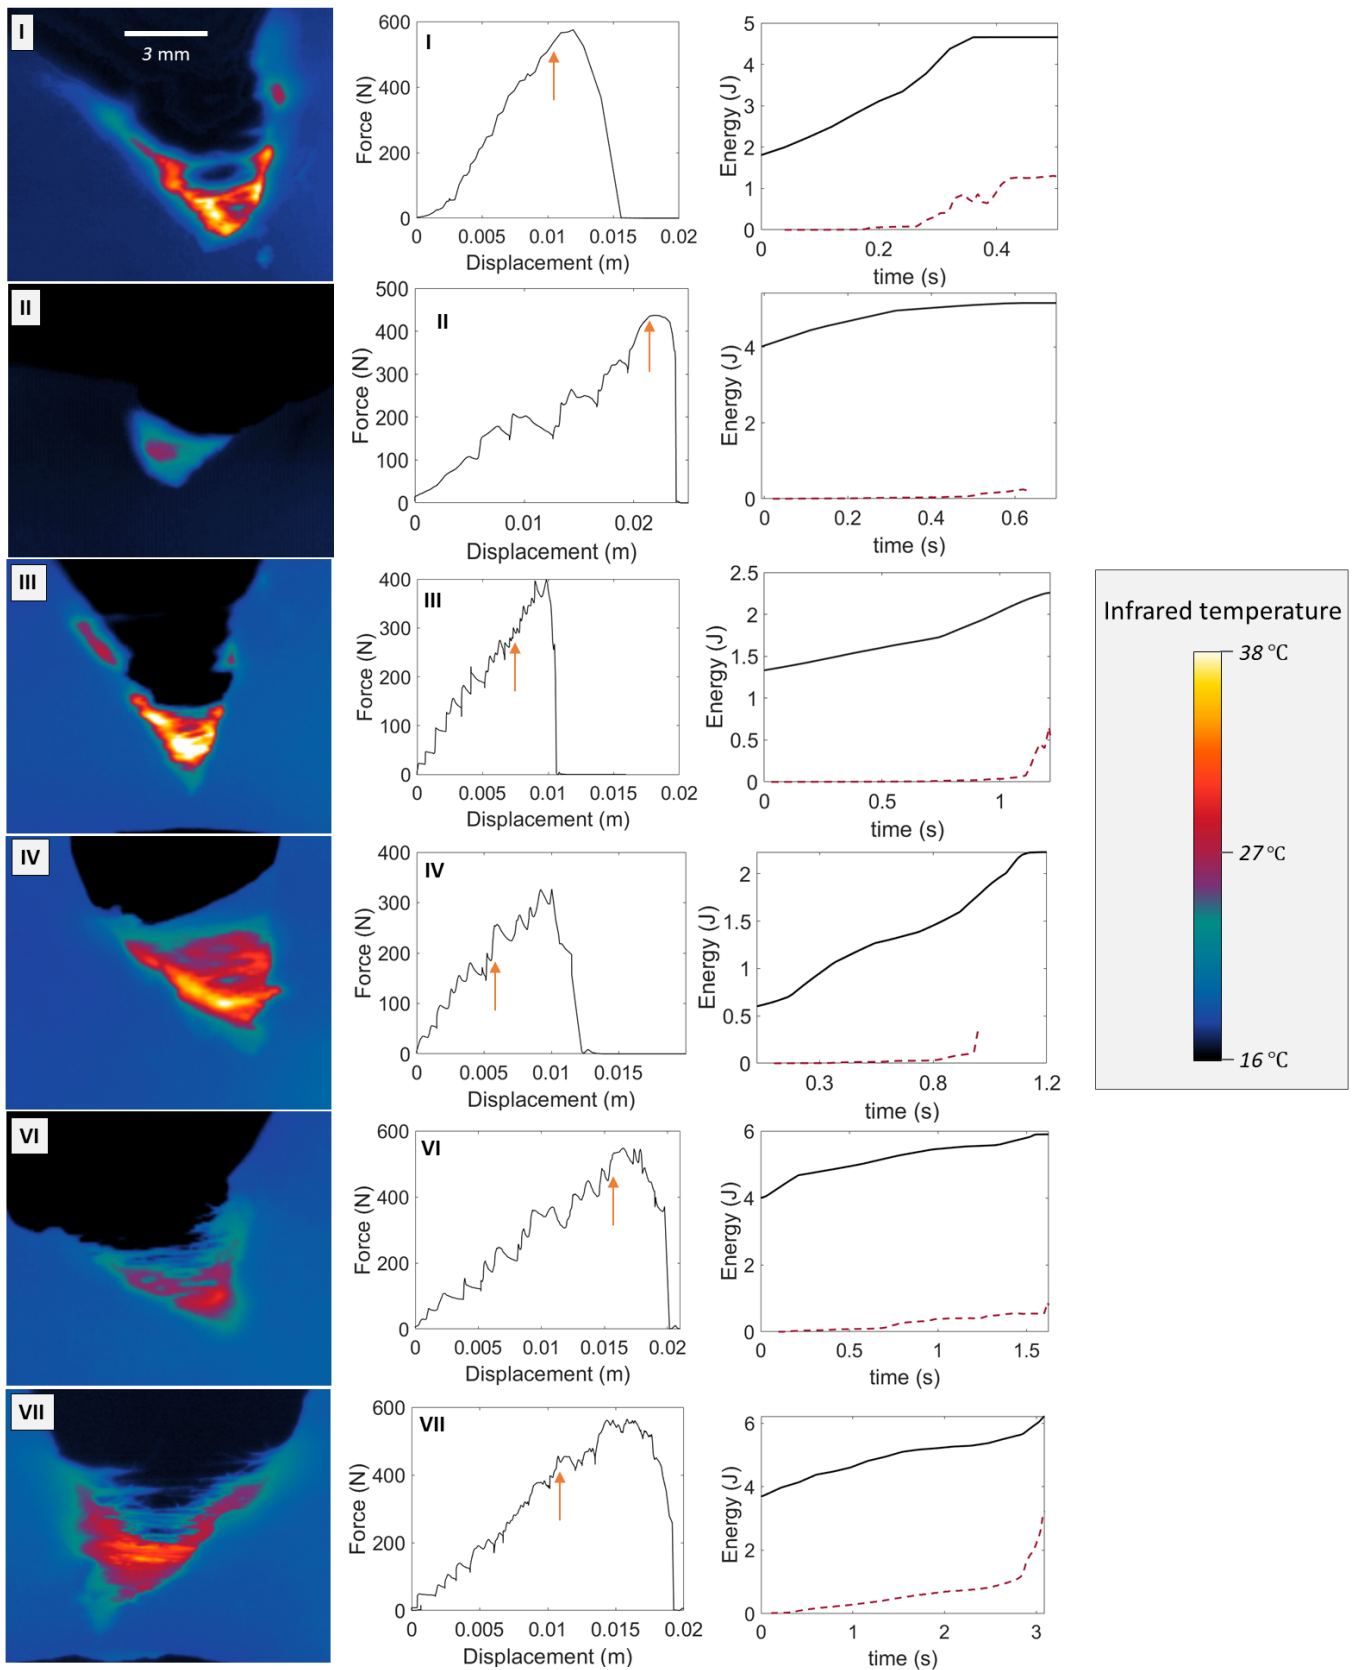 I
3 mm
I
Force (N)
600
400
200
0
0 0.005 0.01 0.015 0.02
Displacement (m)
Energy (J)
5
4
3
2
1
0
0 0.2 0.4
time (s)
II
II
Force (N)
500
400
300
200
100
0
0 0.01 0.02
Displacement (m)
Energy (J)
4
2
0
0 0.2 0.4 0.6
time (s)
III
III
Force (N)
400
300
200
100
0
0 0.005 0.01 0.015 0.02
Displacement (m)
Energy (J)
2.5
2
1.5
1
0.5
0
0 0.5 1
time (s)
Infrared temperature
38 °C
27 °C
16 °C
IV
IV
Force (N)
400
300
200
100
0
0 0.005 0.01 0.015
Displacement (m)
Energy (J)
2
1.5
1
0.5
0
0.3 0.8 1.2
time (s)
VI
VI
Force (N)
600
400
200
0
0 0.005 0.01 0.015 0.02
Displacement (m)
Energy (J)
6
4
2
0
0 0.5 1 1.5
time (s)
VII
VII
Force (N)
600
400
200
0
0 0.005 0.01 0.015 0.02
Displacement (m)
Energy (J)
6
4
2
0
0 1 2 3
time (s)